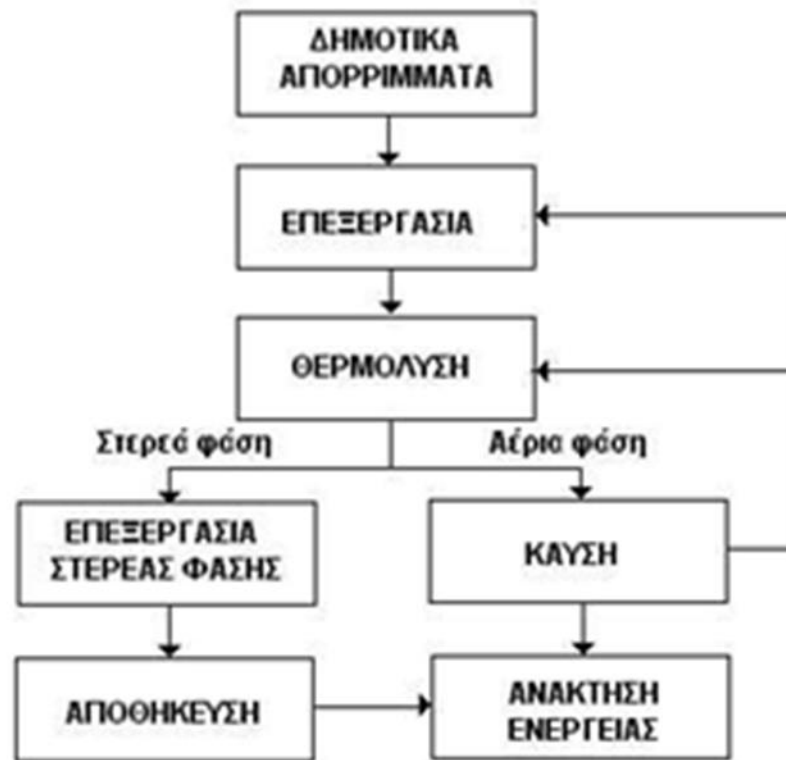 ΔΗΜΟΤΙΚΑ
ΑΠΟΡΡΙΜΜΑΤΑ
ΕΠΕΞΕΡΓΑΣΙΑ
ΘΕΡΜΟΛΥΣΗ
Στερεά φάση
Αέρια φάση
ΕΠΕΞΕΡΓΑΣΙΑ
ΣΤΕΡΕΑΣ ΦΑΣΗΣ
ΚΑΥΣΗ
ΑΠΟΘΗΚΕΥΣΗ
ΑΝΑΚΤΗΣΗ
ΕΝΕΡΓΕΙΑΣ